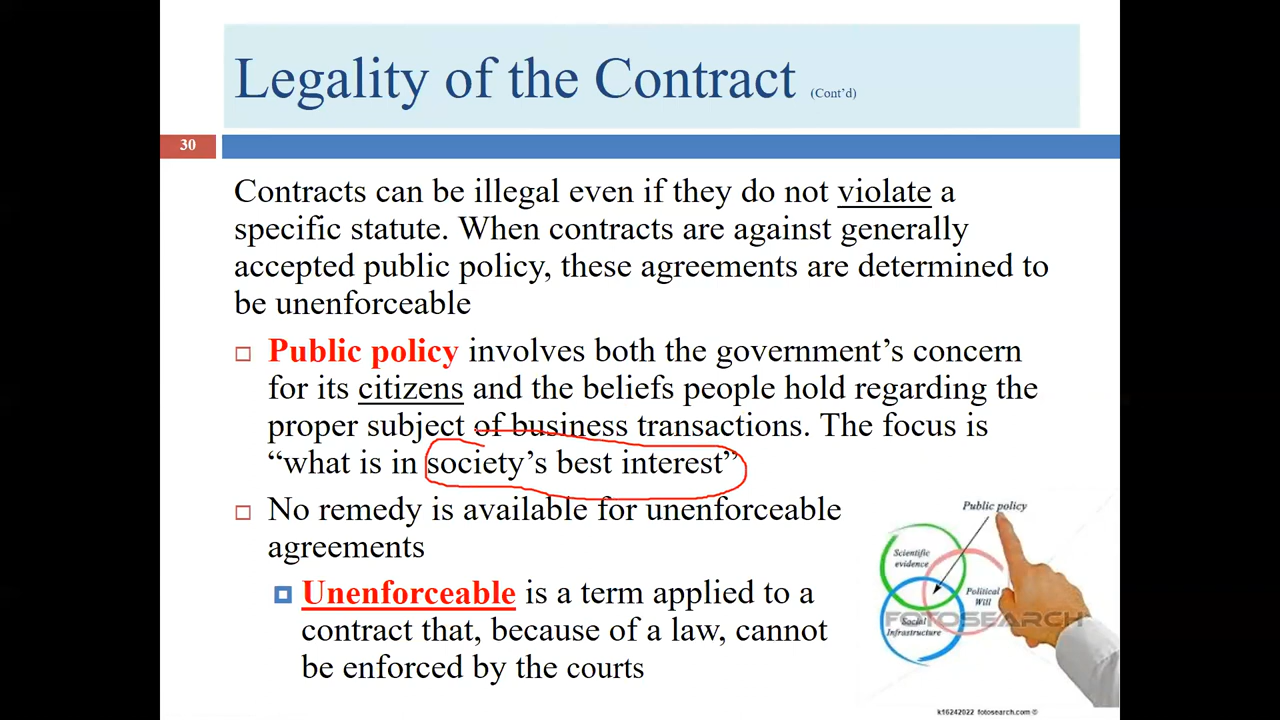 Legality of the Contract (Cont'd)
30
Contracts can be illegal even if they do not violate a
specific statute. When contracts are against generally
accepted public policy, these agreements are determined to
be unenforceable
Public policy involves both the government's concern
for its citizens and the beliefs people hold regarding the
proper subject of business transactions. The focus is
“what is in society's best interest”
No remedy is available for unenforceable
agreements
Unenforceable is a term applied to a
contract that, because of a law, cannot
be enforced by the courts
Public policy
Scientific
evidence
Political
Will
Social
Infrastructure
FOTOSEARCH
k16242022 fotosearch.com ©